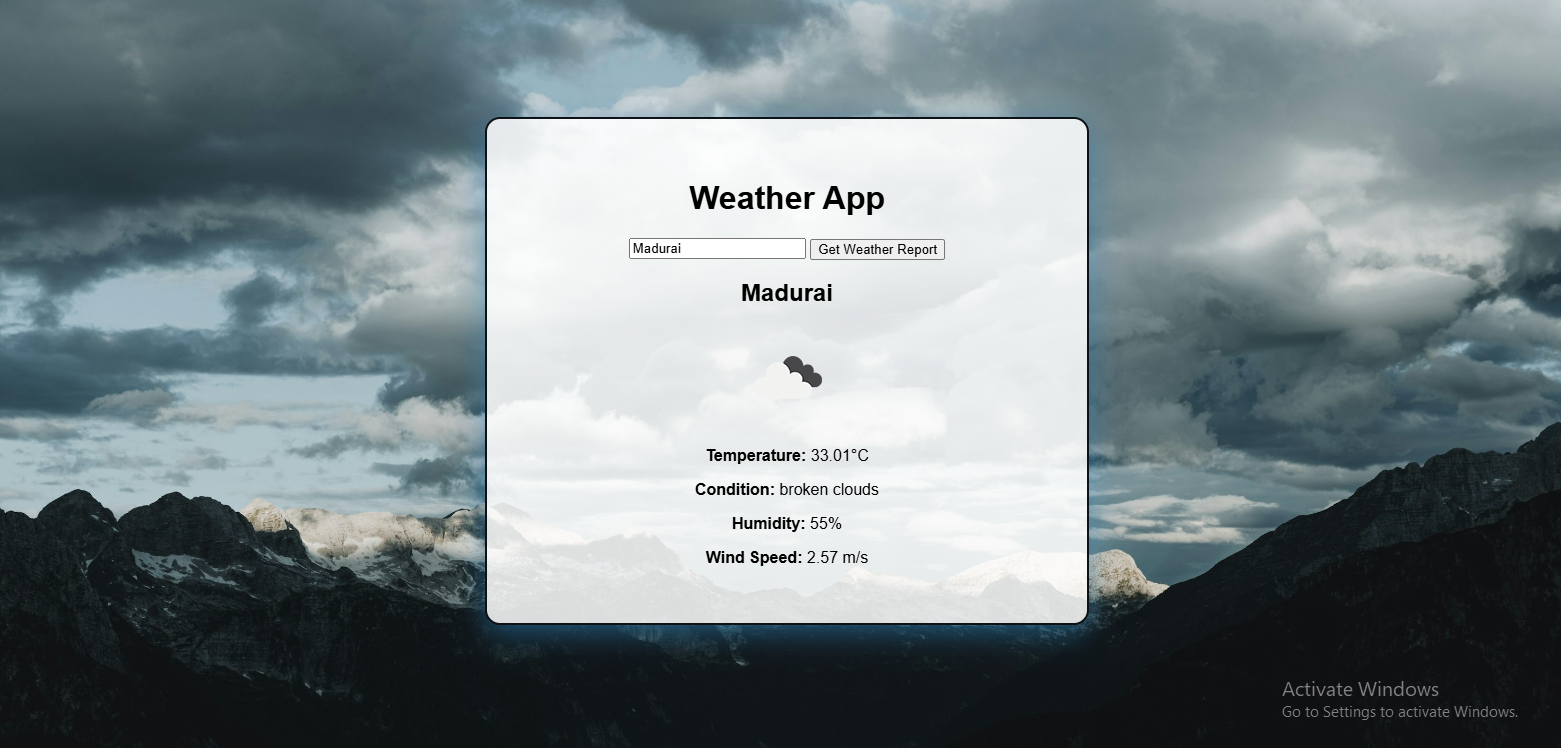 Weather App
Madurai Get Weather Report
Madurai
Temperature: 33.01°C
Condition: broken clouds
Humidity: 55%
Wind Speed: 2.57 m/s
Activate Windows
Go to Settings to activate Windows.